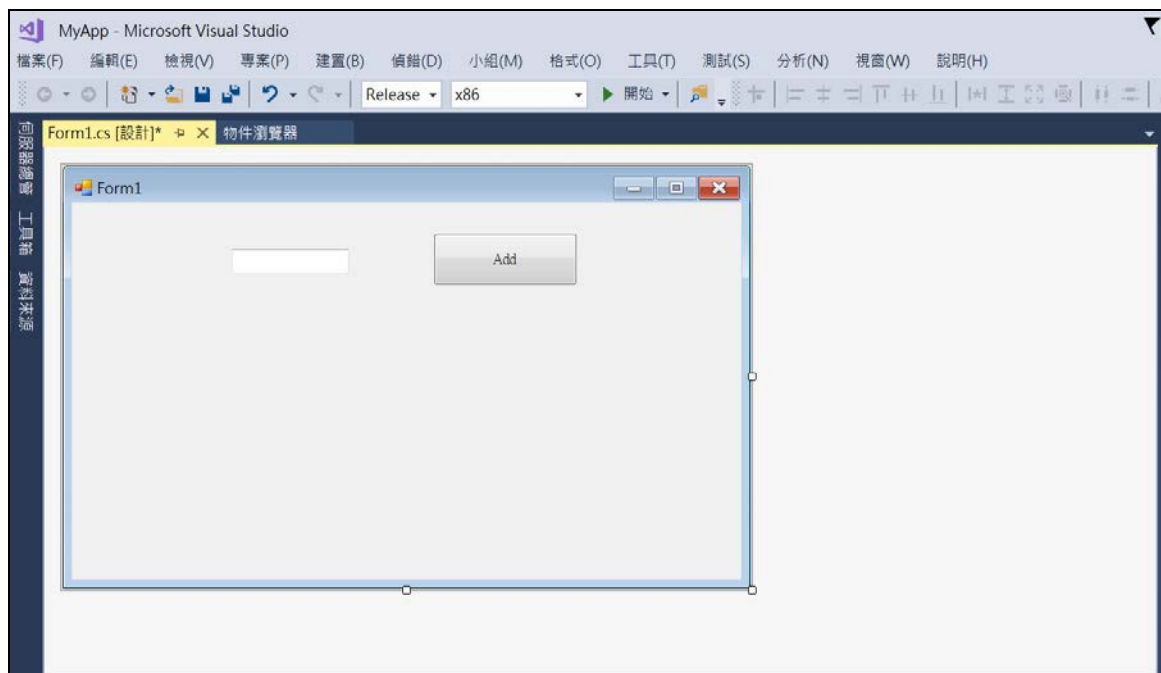 MyApp - Microsoft Visual Studio
檔案(F) 編輯(E) 檢視(V) 專案(P) 建置(B) 偵錯(D) 小組(M) 格式(O) 工具(T) 測試(S) 分析(N) 視窗(W) 說明(H)
Release x86 開始
Form1.cs [設計]* 物件瀏覽器
伺服器總管
工具箱
資料來源
Form1
Add